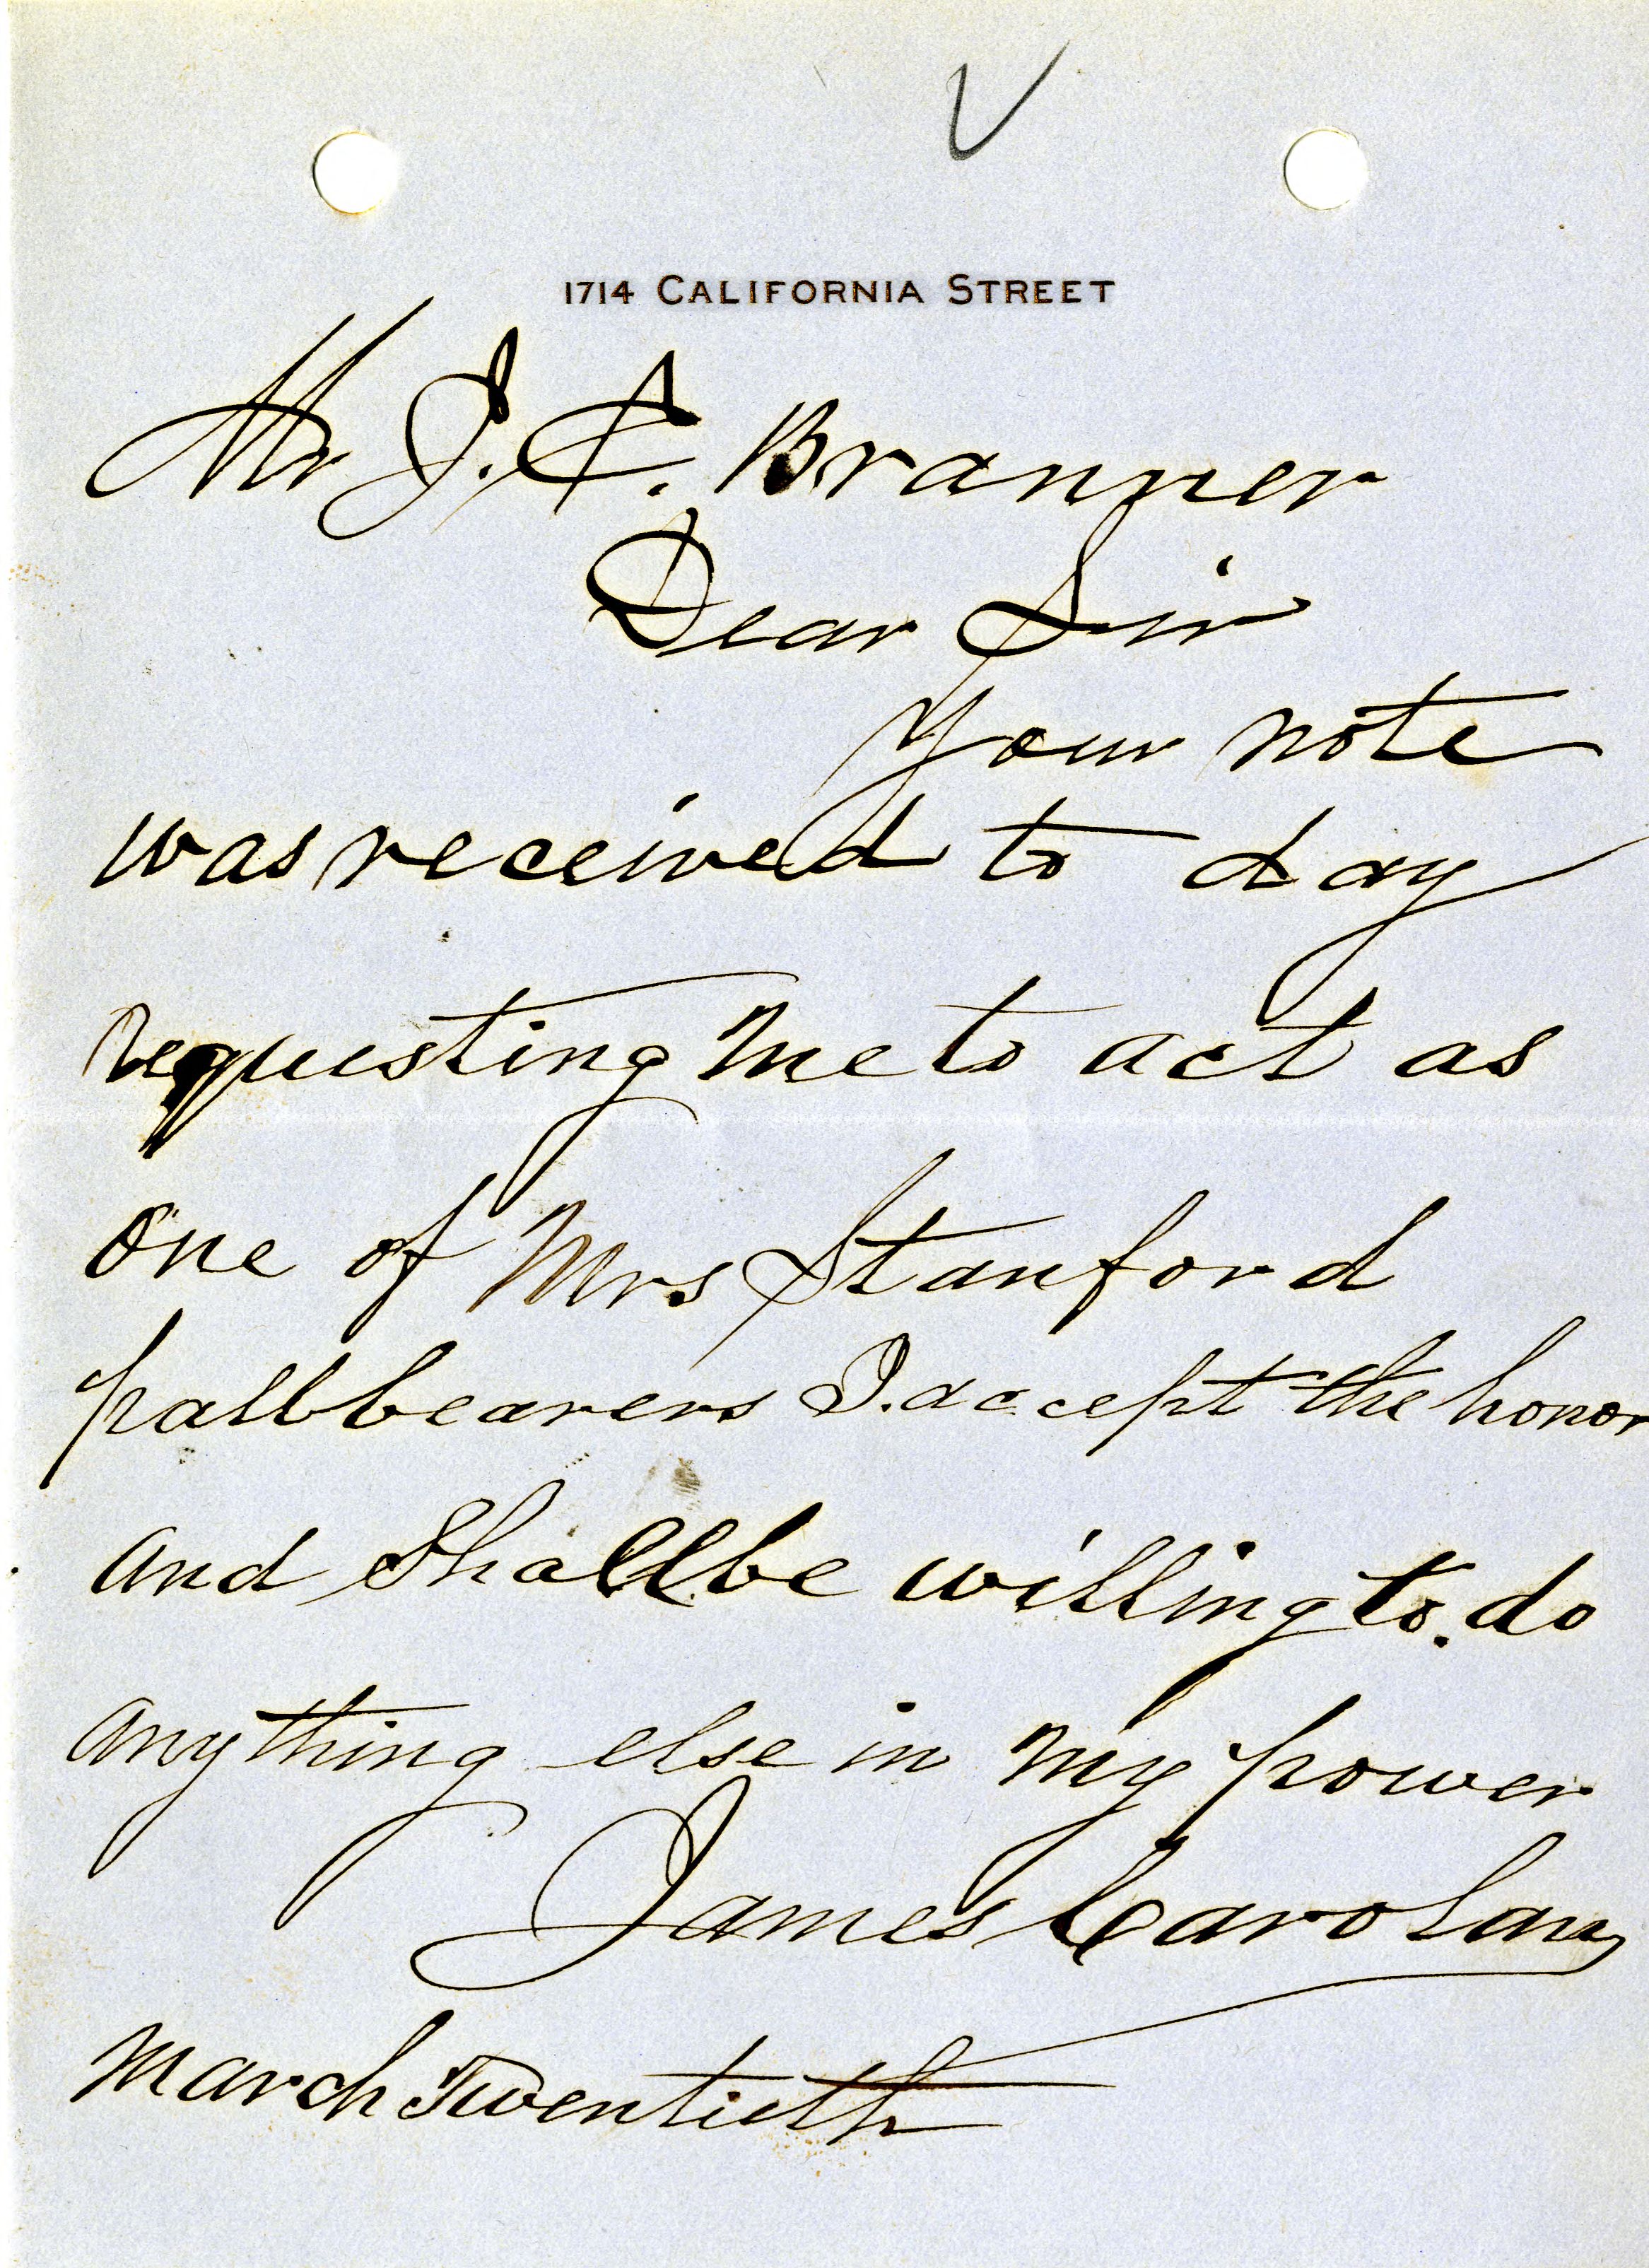 1714 CALIFORNIA STREET
Mr J. C. Branner
Dear Sir
Your note
was received to day
requesting me to act as
one of Mrs Stanford
pallbearers I. accept the honor
and shall be willing to. do
anything else in my power
James Carolan
March Twentieth